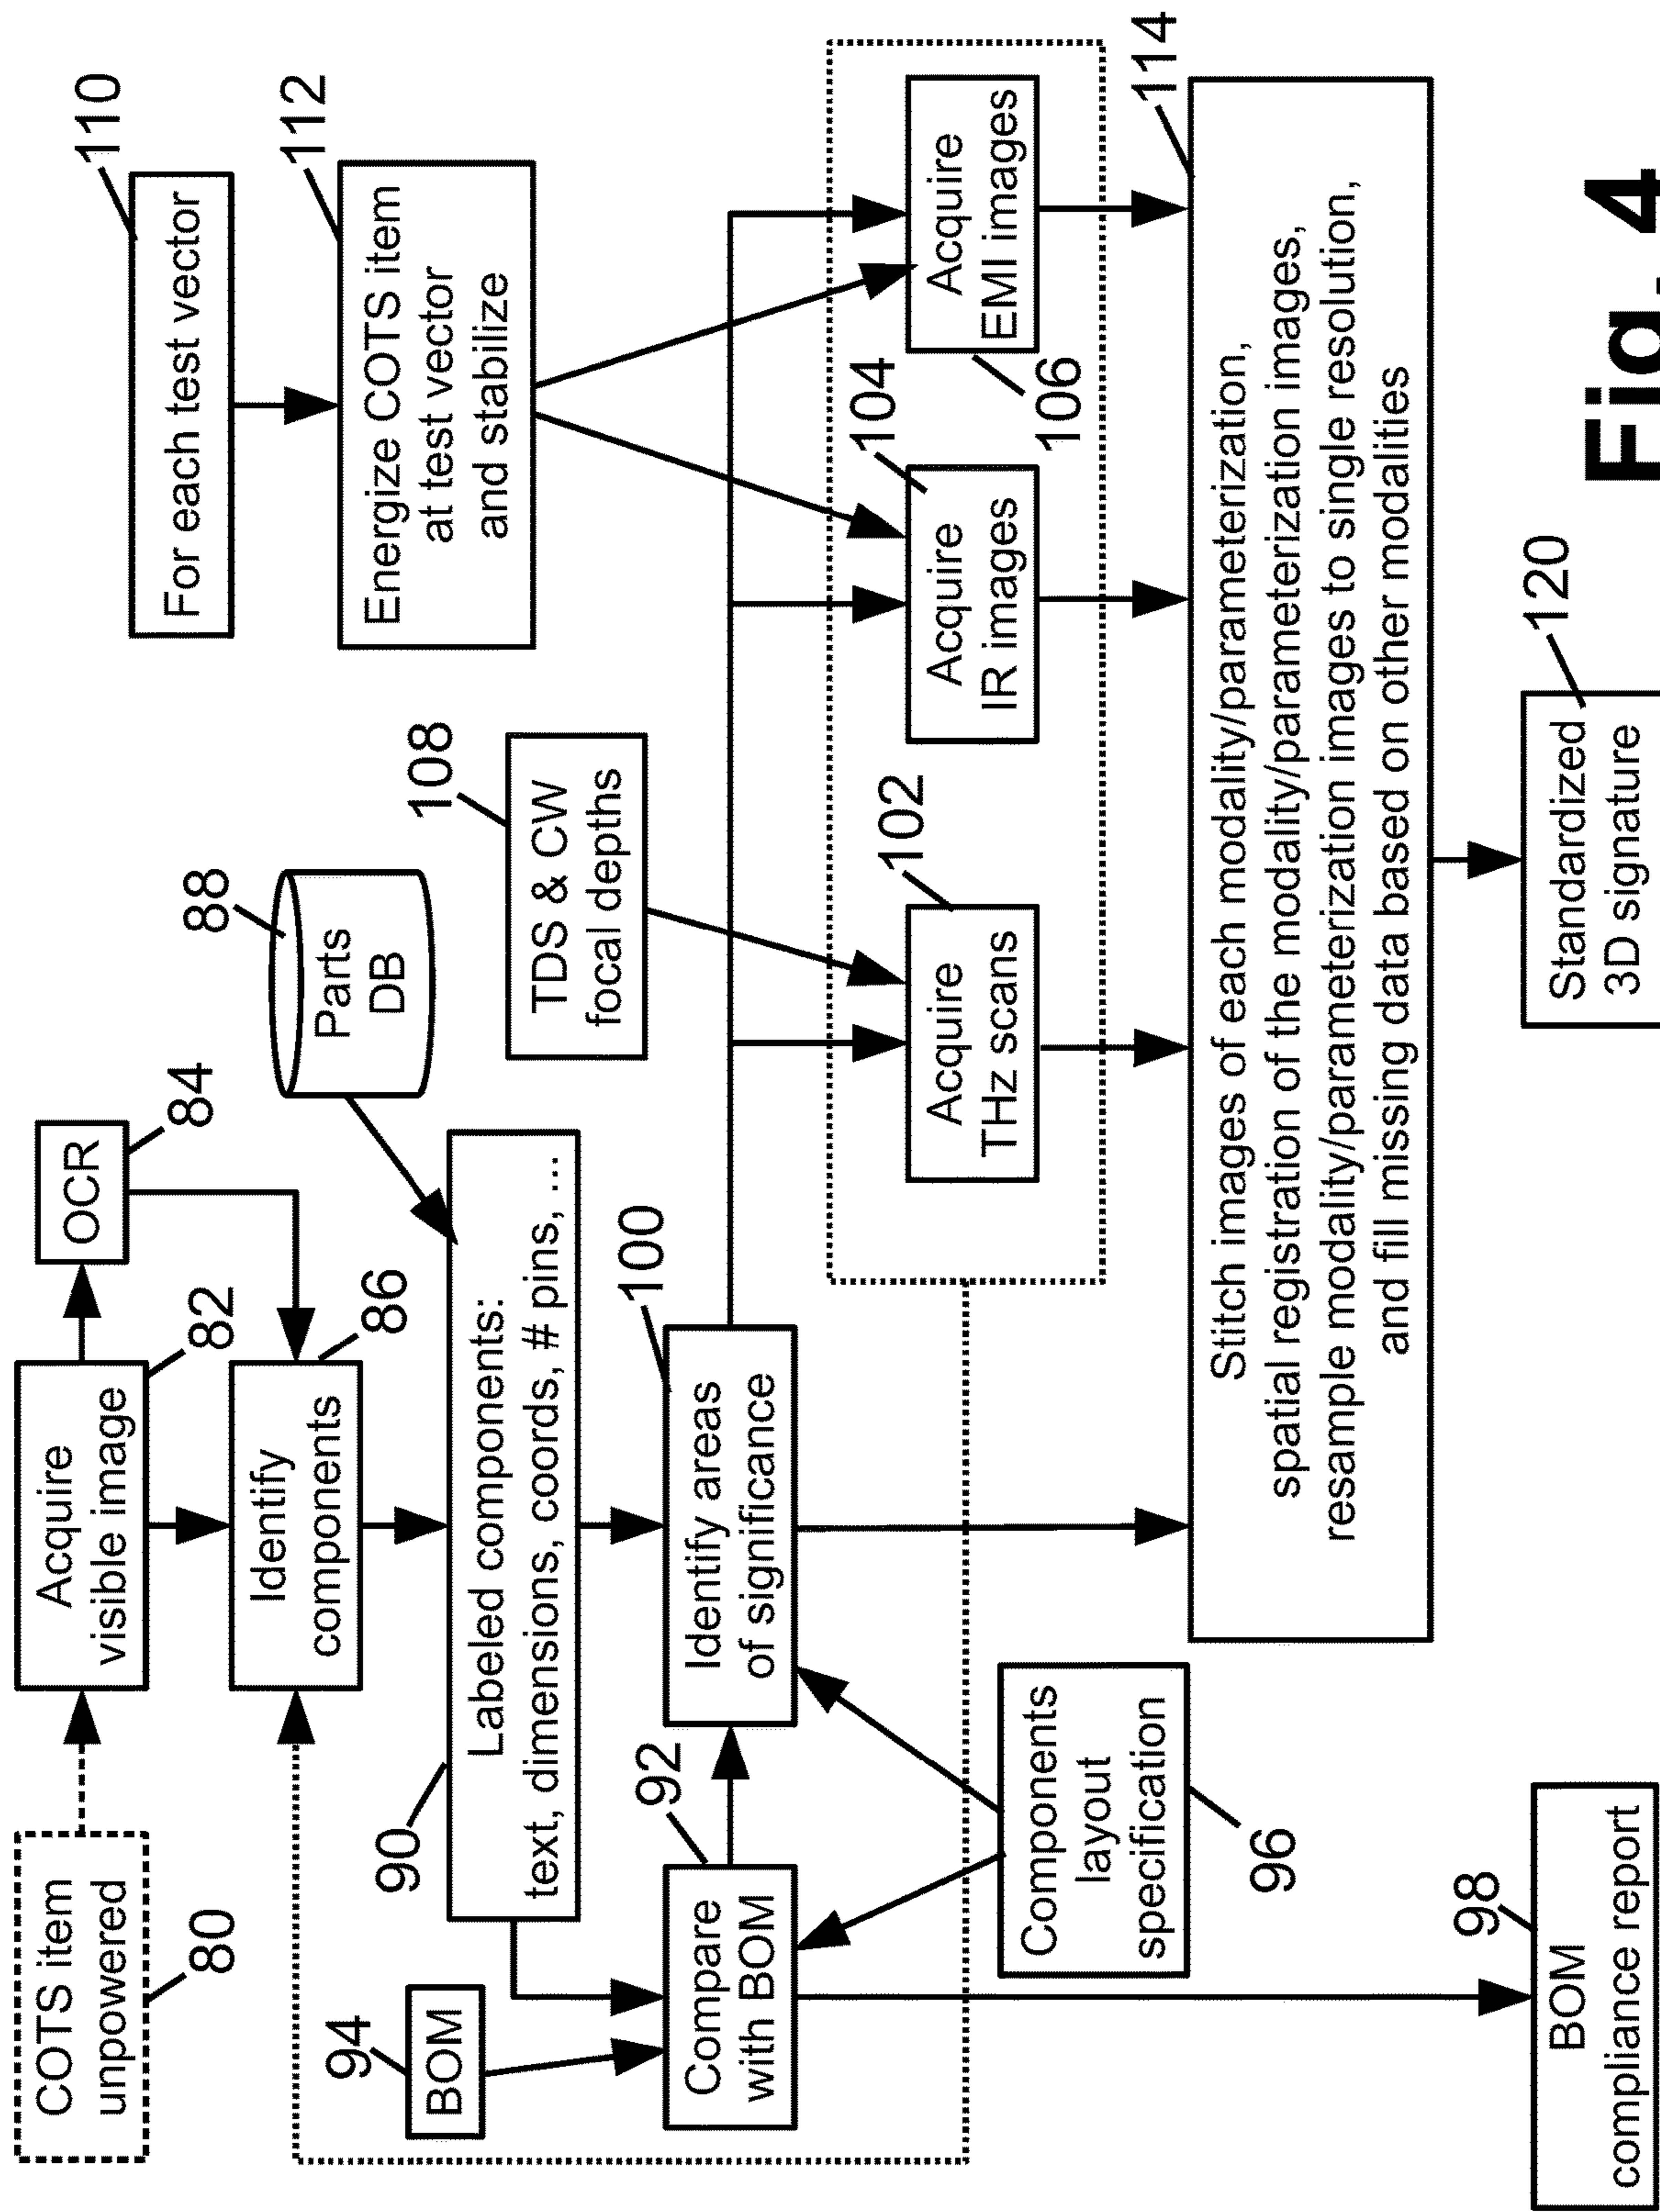 COTS item
unpowered
80
Acquire
visible image
82
OCR
84
Identify
components
86
Parts
DB
88
Labeled components:
text, dimensions, coords, # pins, ...
90
94
BOM
Compare
with BOM
92
Identify areas
of significance
100
Components
layout
specification
96
BOM
compliance report
98
TDS & CW
focal depths
108
For each test vector
110
Energize COTS item
at test vector
and stabilize
112
Acquire
THz scans
102
Acquire
IR images
104
Acquire
EMI images
106
Stitch images of each modality/parameterization,
spatial registration of the modality/parameterization images,
resample modality/parameterization images to single resolution,
and fill missing data based on other modalities
114
Standardized
3D signature
120
Fig. 4